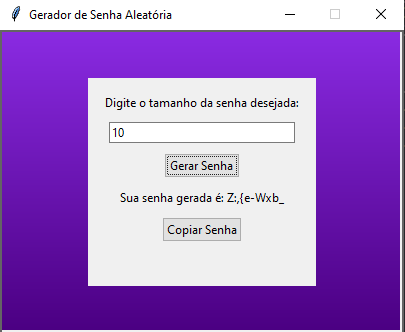 Gerador de Senha Aleatória
Digite o tamanho da senha desejada:
10
Gerar Senha
Sua senha gerada é: Z:,{e-Wxb_
Copiar Senha